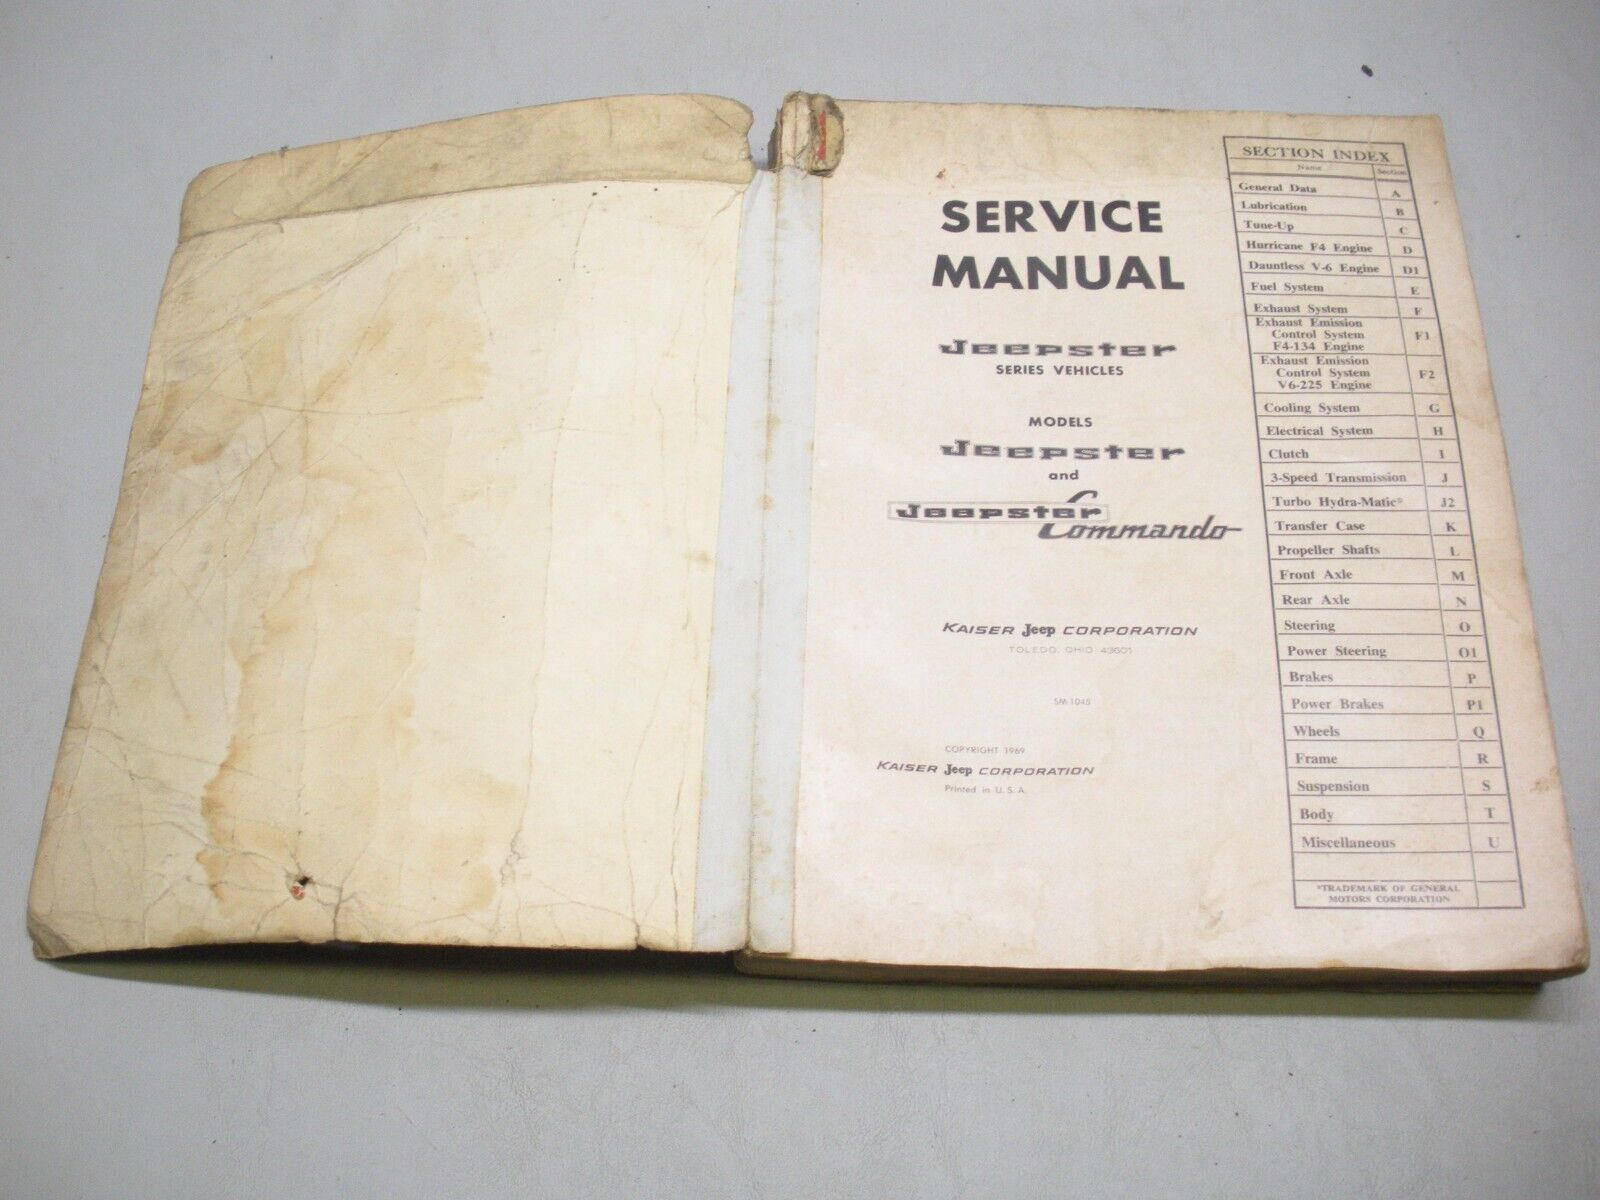 SERVICE
MANUAL
Jeepster
SERIES VEHICLES
MODELS
Jeepster
and
Jeepster Commando
KAISER Jeep CORPORATION
TOLEDO, OHIO 43601
SM-1045
COPYRIGHT 1969
KAISER Jeep CORPORATION
Printed in U.S.A.
SECTION INDEX
Name Section
General Data A
Lubrication B
Tune-Up C
Hurricane F4 Engine D
Dauntless V-6 Engine D1
Fuel System E
Exhaust System F
Exhaust Emission
Control System F1
F4-134 Engine
Exhaust Emission
Control System F2
V6-225 Engine
Cooling System G
Electrical System H
Clutch I
3-Speed Transmission J
Turbo Hydra-Matic* J2
Transfer Case K
Propeller Shafts L
Front Axle M
Rear Axle N
Steering O
Power Steering O1
Brakes P
Power Brakes P1
Wheels Q
Frame R
Suspension S
Body T
Miscellaneous U
*TRADEMARK OF GENERAL
MOTORS CORPORATION